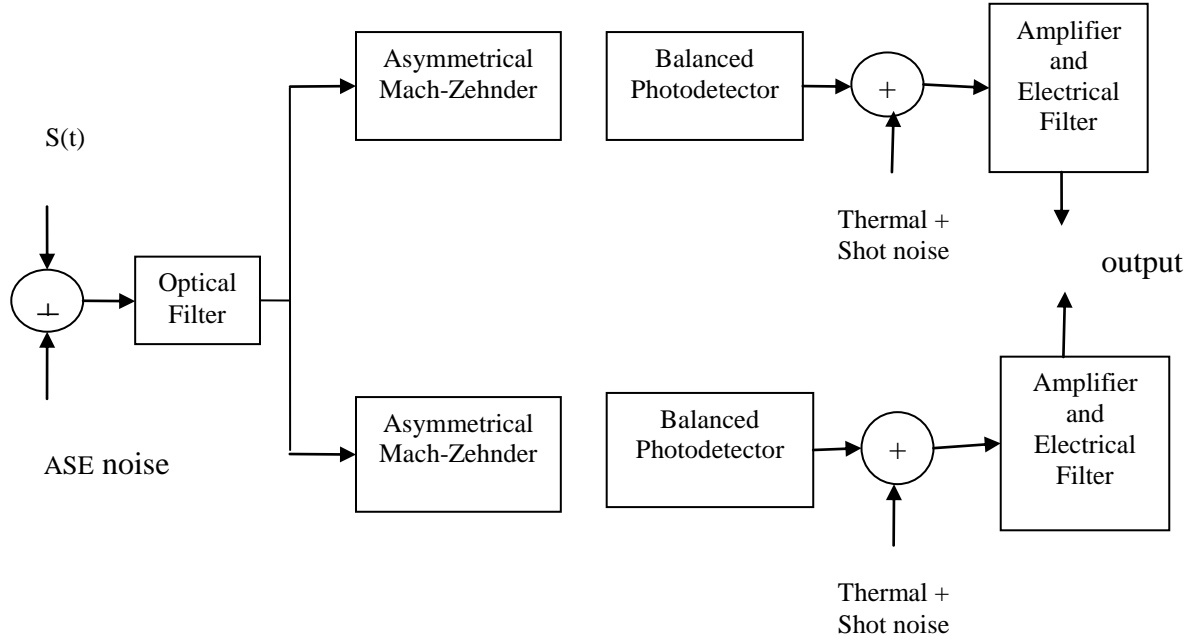 Asymmetrical
Mach-Zehnder
Balanced
Photodetector
+
Amplifier
and
Electrical
Filter
S(t)
Thermal +
Shot noise
output
+
Optical
Filter
ASE noise
Asymmetrical
Mach-Zehnder
Balanced
Photodetector
+
Amplifier
and
Electrical
Filter
Thermal +
Shot noise